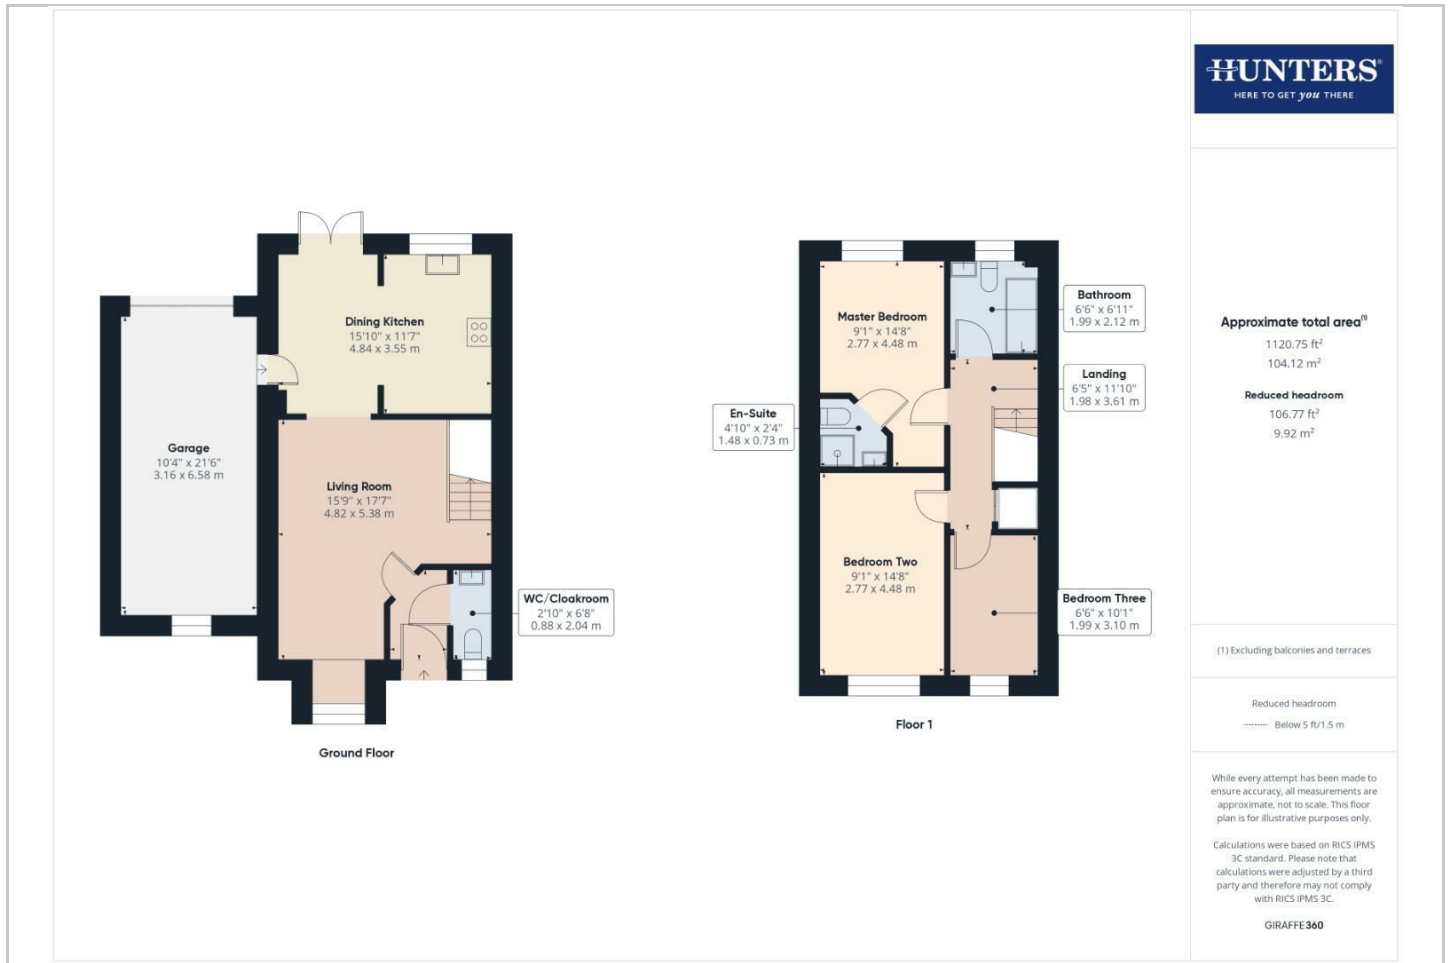 Dining Kitchen
15'10" x 11'7"
4.84 x 3.55 m
Garage
10'4" x 21'6"
3.16 x 6.58 m
Living Room
15'9" x 17'7"
4.82 x 5.38 m
WC/Cloakroom
2'10" x 6'8"
0.88 x 2.04 m
Ground Floor
Master Bedroom
9'1" x 14'8"
2.77 x 4.48 m
Bathroom
6'6" x 6'11"
1.99 x 2.12 m
Landing
6'5" x 11'10"
1.98 x 3.61 m
En-Suite
4'10" x 2'4"
1.48 x 0.73 m
Bedroom Two
9'1" x 14'8"
2.77 x 4.48 m
Bedroom Three
6'6" x 10'1"
1.99 x 3.10 m
Floor 1
HUNTERS®
HERE TO GET you THERE
Approximate total area(1)
1120.75 ft²
104.12 m²
Reduced headroom
106.77 ft²
9.92 m²
(1) Excluding balconies and terraces
Reduced headroom
Below 5 ft/1.5 m
While every attempt has been made to
ensure accuracy, all measurements are
approximate, not to scale. This floor
plan is for illustrative purposes only.
Calculations were based on RICS IPMS
3C standard. Please note that
calculations were adjusted by a third
party and therefore may not comply
with RICS IPMS 3C.
GIRAFFE360